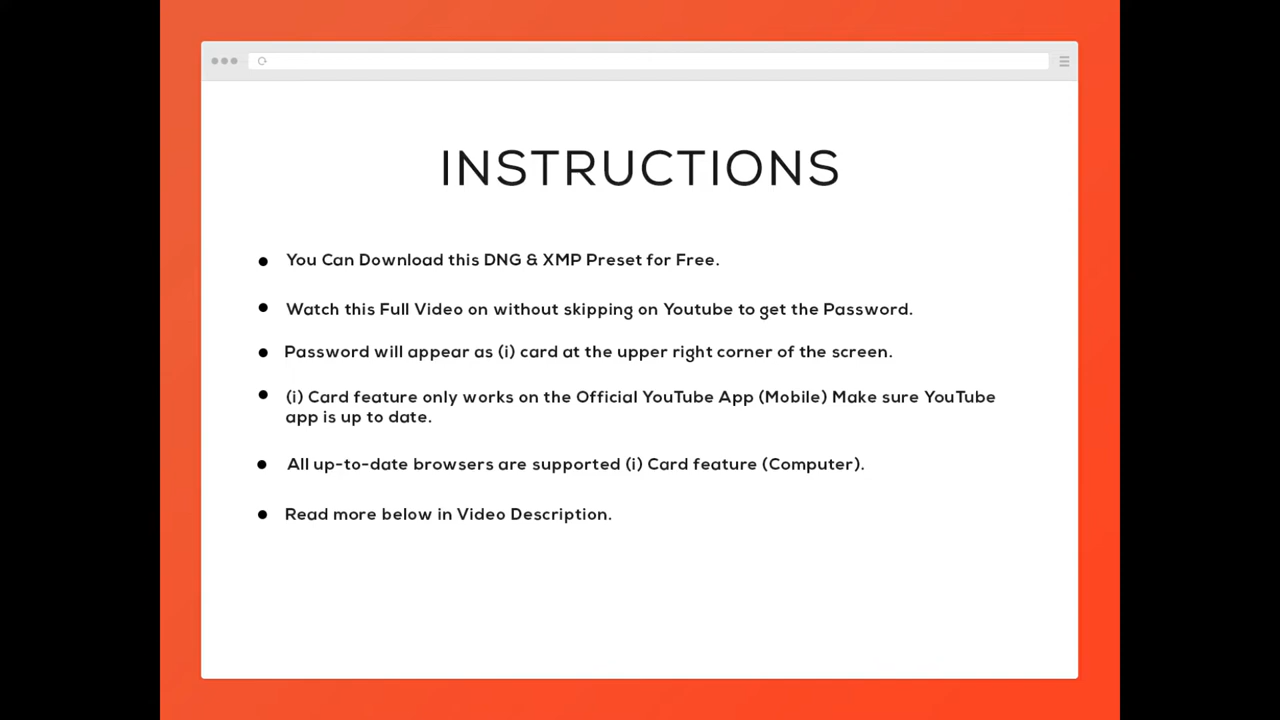 INSTRUCTIONS
● You Can Download this DNG & XMP Preset for Free.
● Watch this Full Video on without skipping on Youtube to get the Password.
● Password will appear as (i) card at the upper right corner of the screen.
● (i) Card feature only works on the Official YouTube App (Mobile) Make sure YouTube
app is up to date.
● All up-to-date browsers are supported (i) Card feature (Computer).
● Read more below in Video Description.